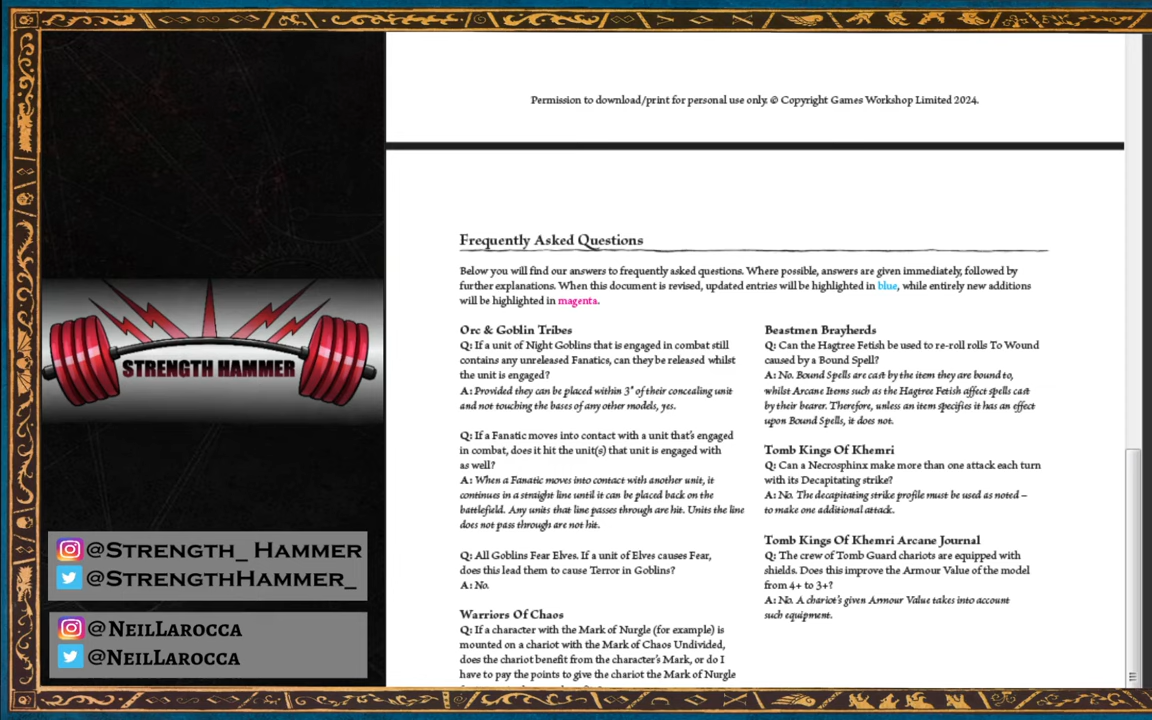 STRENGTH HAMMER
@Strength_Hammer
@StrengthHammer_
@NeilLarocca
@NeilLarocca
Permission to download/print for personal use only. © Copyright Games Workshop Limited 2024.
Frequently Asked Questions
Below you will find our answers to frequently asked questions. Where possible, answers are given immediately, followed by
further explanations. When this document is revised, updated entries will be highlighted in blue, while entirely new additions
will be highlighted in magenta.
Orc & Goblin Tribes
Q: If a unit of Night Goblins that is engaged in combat still
contains any unreleased Fanatics, can they be released whilst
the unit is engaged?
A: Provided they can be placed within 3" of their concealing unit
and not touching the bases of any other models, yes.
Q: If a Fanatic moves into contact with a unit that's engaged
in combat, does it hit the unit(s) that unit is engaged with
as well?
A: When a Fanatic moves into contact with another unit, it
continues in a straight line until it can be placed back on the
battlefield. Any units that line passes through are hit. Units the line
does not pass through are not hit.
Q: All Goblins Fear Elves. If a unit of Elves causes Fear,
does this lead them to cause Terror in Goblins?
A: No.
Warriors Of Chaos
Q: If a character with the Mark of Nurgle (for example) is
mounted on a chariot with the Mark of Chaos Undivided,
does the chariot benefit from the character's Mark, or do I
have to pay the points to give the chariot the Mark of Nurgle
Beastmen Brayherds
Q: Can the Hagtree Fetish be used to re-roll rolls To Wound
caused by a Bound Spell?
A: No. Bound Spells are cast by the item they are bound to,
whilst Arcane Items such as the Hagtree Fetish affect spells cast
by their bearer. Therefore, unless an item specifies it has an effect
upon Bound Spells, it does not.
Tomb Kings Of Khemri
Q: Can a Necrosphinx make more than one attack each turn
with its Decapitating strike?
A: No. The decapitating strike profile must be used as noted –
to make one additional attack.
Tomb Kings Of Khemri Arcane Journal
Q: The crew of Tomb Guard chariots are equipped with
shields. Does this improve the Armour Value of the model
from 4+ to 3+?
A: No. A chariot's given Armour Value takes into account
such equipment.